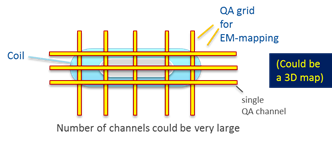 QA grid
for
EM-mapping
Coil
(Could be
a 3D map)
single
QA channel
Number of channels could be very large